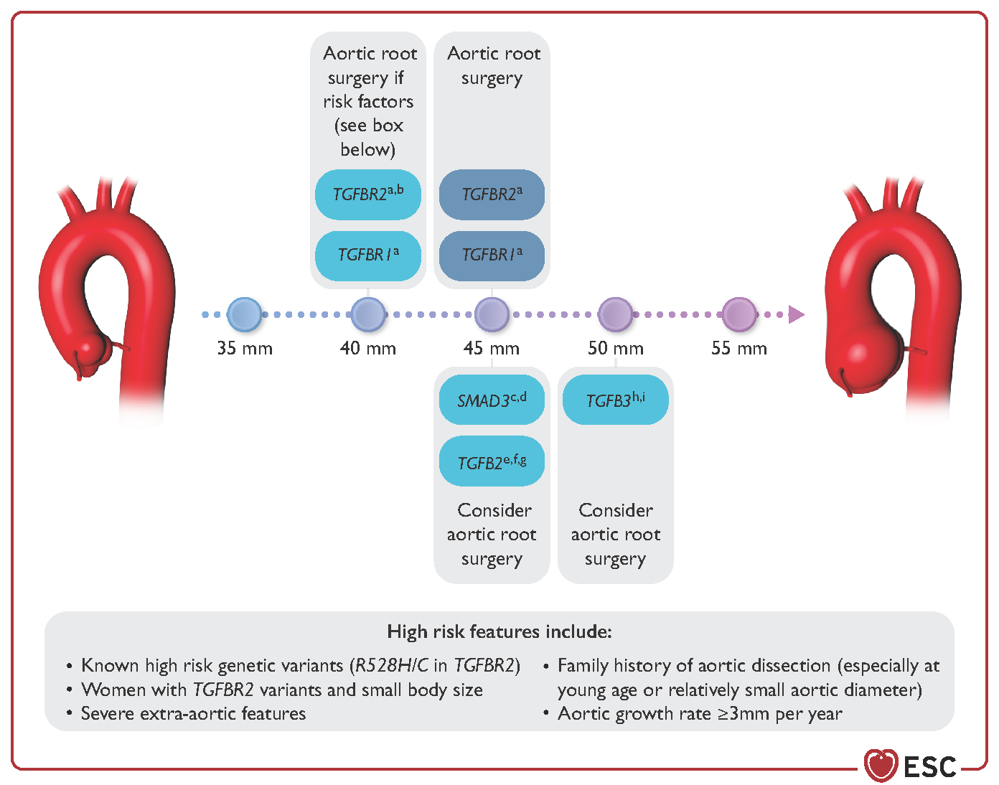 Aortic root
surgery if
risk factors
(see box
below)
TGFBR2a,b
TGFBR1a
Aortic root
surgery
TGFBR2a
TGFBR1a
35 mm
40 mm
45 mm
50 mm
55 mm
SMAD3c,d
TGFB2e,f,g
Consider
aortic root
surgery
TGFB3h,i
Consider
aortic root
surgery
High risk features include:
• Known high risk genetic variants (R528H/C in TGFBR2)
• Women with TGFBR2 variants and small body size
• Severe extra-aortic features
• Family history of aortic dissection (especially at
young age or relatively small aortic diameter)
• Aortic growth rate ≥3mm per year
ESC